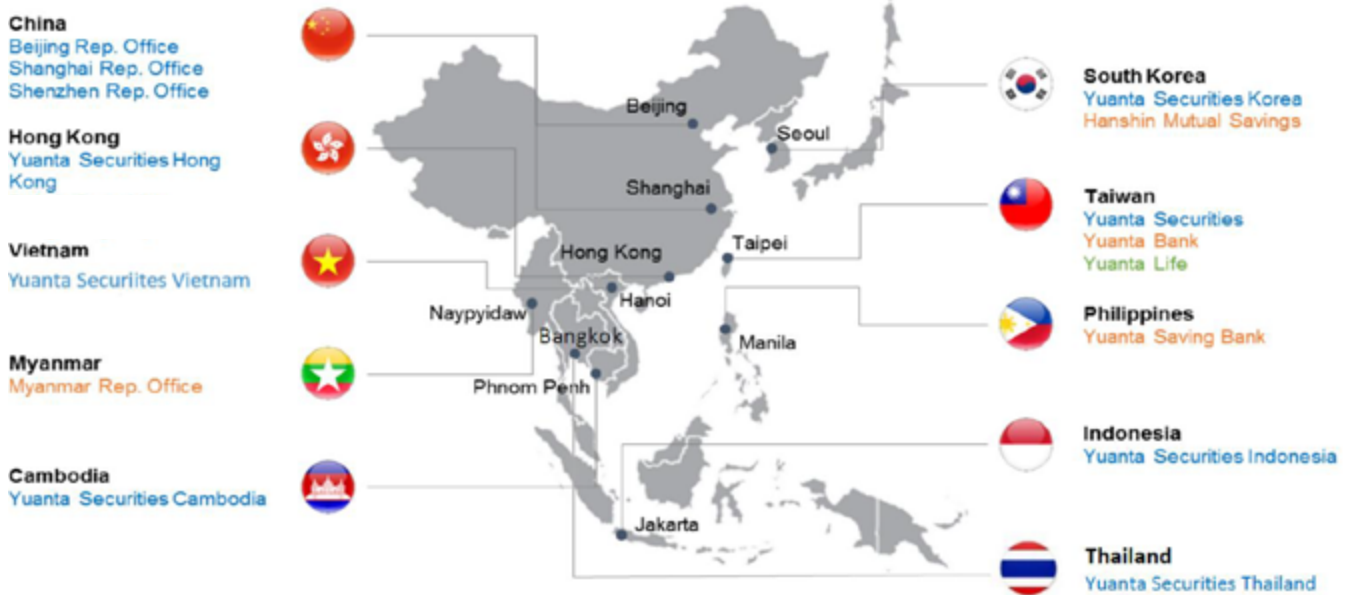 China
Beijing Rep. Office
Shanghai Rep. Office
Shenzhen Rep. Office
Hong Kong
Yuanta Securities Hong
Kong
Vietnam
Yuanta Securiites Vietnam
Myanmar
Myanmar Rep. Office
Cambodia
Yuanta Securities Cambodia
Beijing
Seoul
Shanghai
Taipei
Hong Kong
Hanoi
Naypyidaw
Bangkok
Manila
Phnom Penh
Jakarta
South Korea
Yuanta Securities Korea
Hanshin Mutual Savings
Taiwan
Yuanta Securities
Yuanta Bank
Yuanta Life
Philippines
Yuanta Saving Bank
Indonesia
Yuanta Securities Indonesia
Thailand
Yuanta Securities Thailand